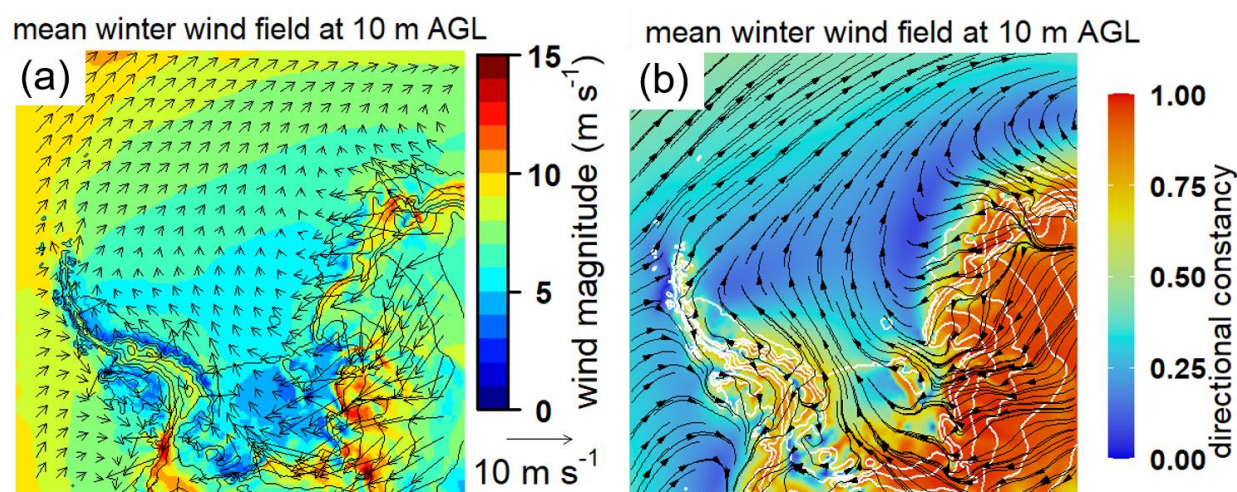 mean winter wind field at 10 m AGL
(a)
15
10
5
0
wind magnitude (m s⁻¹)
10 m s⁻¹
mean winter wind field at 10 m AGL
(b)
1.00
0.75
0.50
0.25
0.00
directional constancy